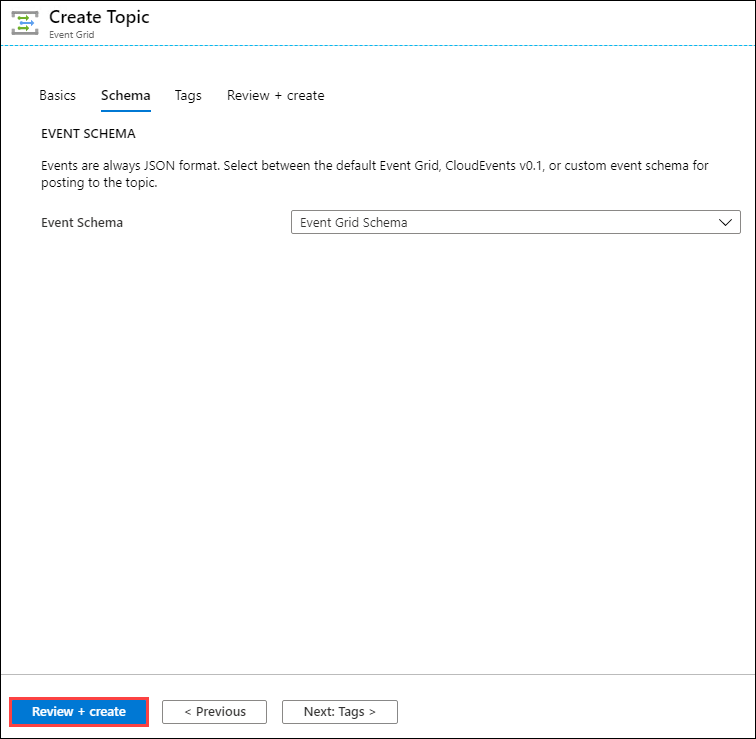 Create Topic
Event Grid
Basics Schema Tags Review + create
EVENT SCHEMA
Events are always JSON format. Select between the default Event Grid, CloudEvents v0.1, or custom event schema for
posting to the topic.
Event Schema Event Grid Schema
Review + create < Previous Next: Tags >